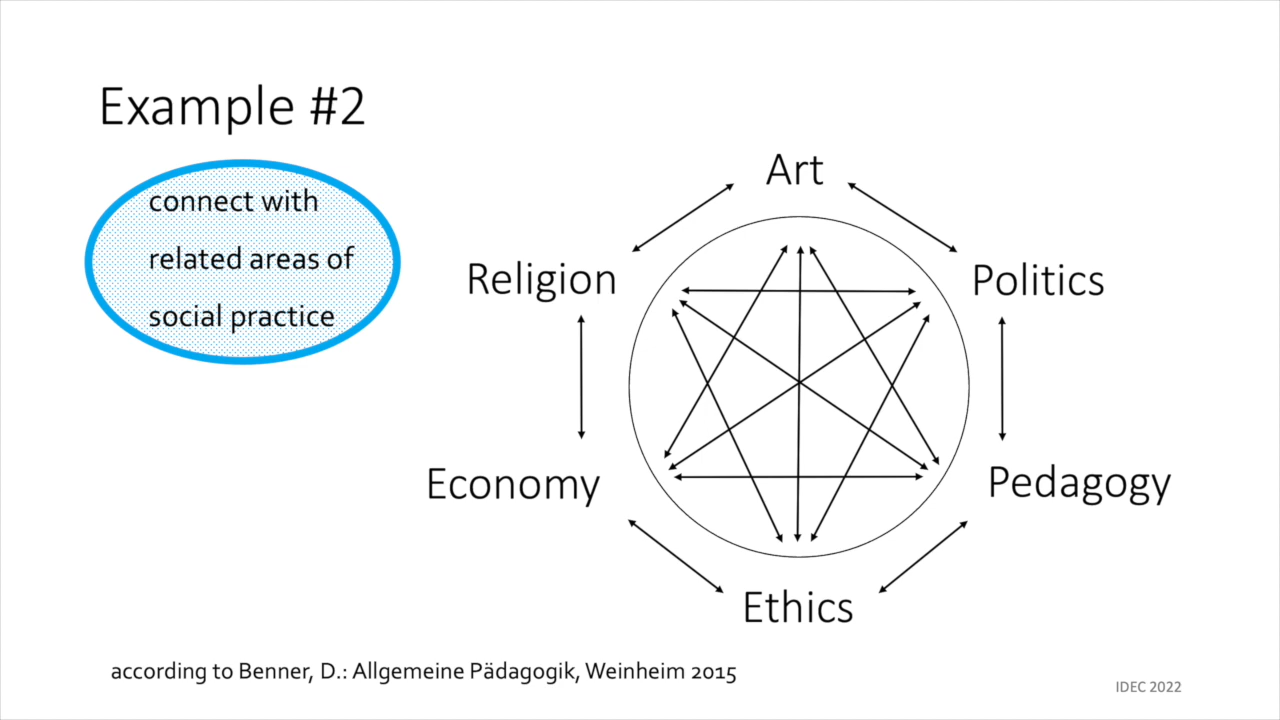 Example #2
connect with
related areas of
social practice
Art
Religion
Politics
Economy
Pedagogy
Ethics
according to Benner, D.: Allgemeine Pädagogik, Weinheim 2015
IDEC 2022